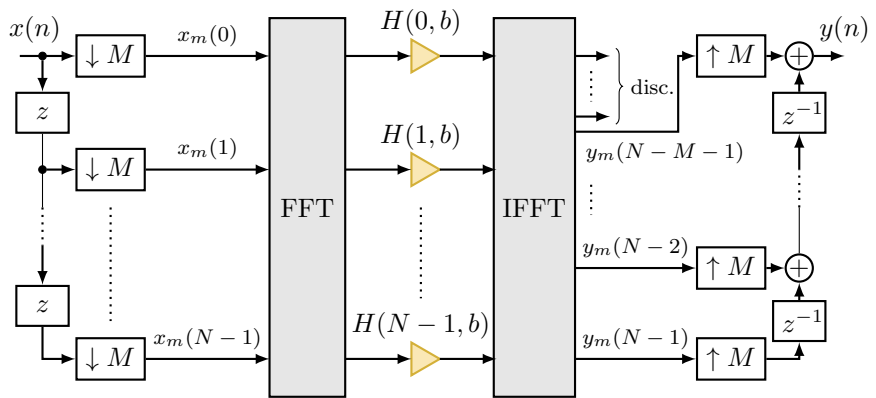 x(n)
↓ M
x_m(0)
H(0, b)
} disc.
↑ M
+
y(n)
z
z^{-1}
↓ M
x_m(1)
H(1, b)
y_m(N − M − 1)
FFT
IFFT
y_m(N − 2)
↑ M
+
z
z^{-1}
↓ M
x_m(N − 1)
H(N − 1, b)
y_m(N − 1)
↑ M